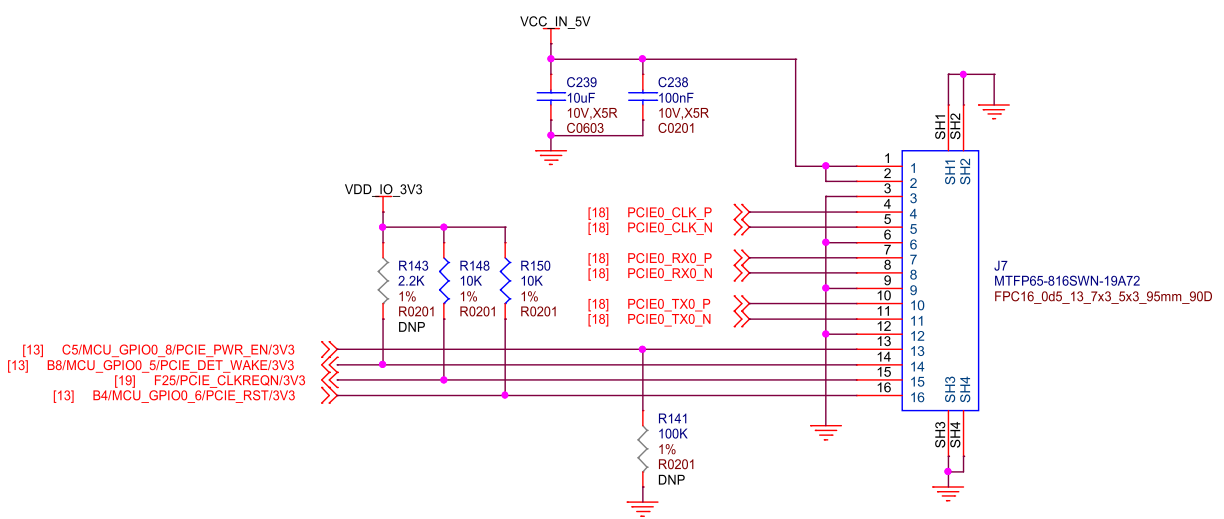 VCC_IN_5V
C239
10uF
10V,X5R
C0603
C238
100nF
10V,X5R
C0201
SH1
SH2
SH1
SH2
VDD_IO_3V3
R143
2.2K
1%
R0201
DNP
R148
10K
1%
R0201
R150
10K
1%
R0201
[18] PCIE0_CLK_P
[18] PCIE0_CLK_N
[18] PCIE0_RX0_P
[18] PCIE0_RX0_N
[18] PCIE0_TX0_P
[18] PCIE0_TX0_N
1 1
2 2
3 3
4 4
5 5
6 6
7 7
8 8
9 9
10 10
11 11
12 12
13 13
14 14
15 15
16 16
J7
MTFP65-816SWN-19A72
FPC16_0d5_13_7x3_5x3_95mm_90D
[13] C5/MCU_GPIO0_8/PCIE_PWR_EN/3V3
[13] B8/MCU_GPIO0_5/PCIE_DET_WAKE/3V3
[19] F25/PCIE_CLKREQN/3V3
[13] B4/MCU_GPIO0_6/PCIE_RST/3V3
R141
100K
1%
R0201
DNP
SH3
SH4
SH3
SH4